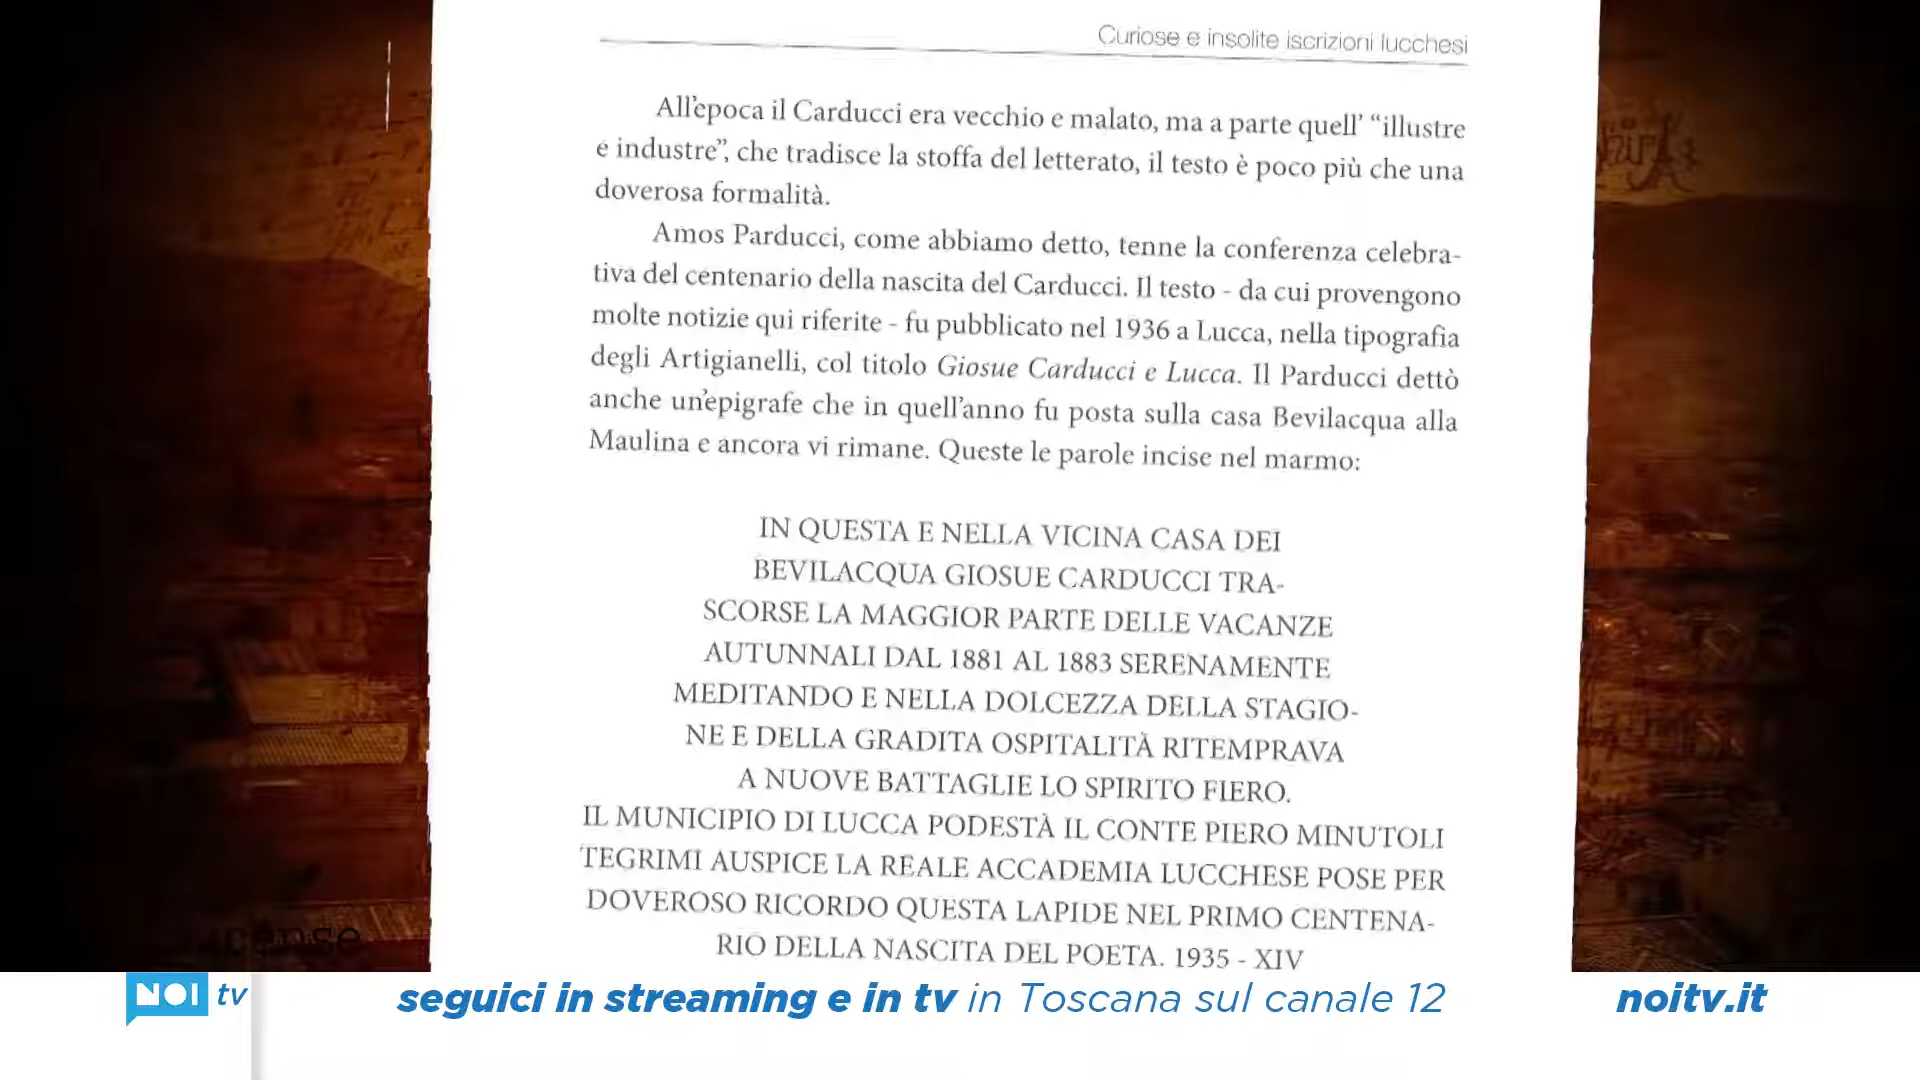 Curiose e insolite iscrizioni lucchesi
All'epoca il Carducci era vecchio e malato, ma a parte quell' “illustre
e industre”, che tradisce la stoffa del letterato, il testo è poco più che una
doverosa formalità.
Amos Parducci, come abbiamo detto, tenne la conferenza celebra-
tiva del centenario della nascita del Carducci. Il testo - da cui provengono
molte notizie qui riferite - fu pubblicato nel 1936 a Lucca, nella tipografia
degli Artigianelli, col titolo Giosue Carducci e Lucca. Il Parducci dettò
anche un'epigrafe che in quell'anno fu posta sulla casa Bevilacqua alla
Maulina e ancora vi rimane. Queste le parole incise nel marmo:
IN QUESTA E NELLA VICINA CASA DEI
BEVILACQUA GIOSUE CARDUCCI TRA-
SCORSE LA MAGGIOR PARTE DELLE VACANZE
AUTUNNALI DAL 1881 AL 1883 SERENAMENTE
MEDITANDO E NELLA DOLCEZZA DELLA STAGIO-
NE E DELLA GRADITA OSPITALITÀ RITEMPRAVA
A NUOVE BATTAGLIE LO SPIRITO FIERO.
IL MUNICIPIO DI LUCCA PODESTÀ IL CONTE PIERO MINUTOLI
TEGRIMI AUSPICE LA REALE ACCADEMIA LUCCHESE POSE PER
DOVEROSO RICORDO QUESTA LAPIDE NEL PRIMO CENTENA-
RIO DELLA NASCITA DEL POETA. 1935 - XIV
NOI tv
seguici in streaming e in tv in Toscana sul canale 12
noitv.it